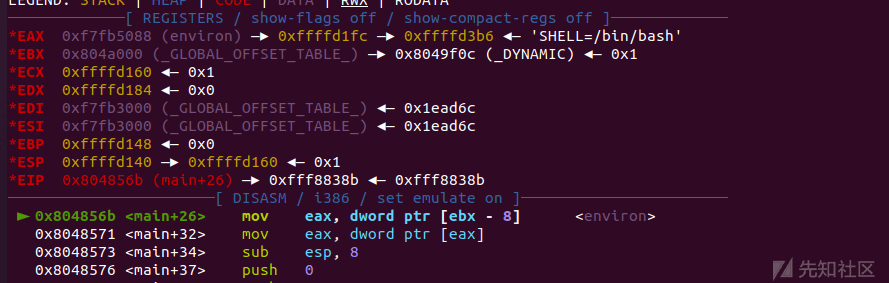 LEGEND: STACK | HEAP | CODE | DATA | RWX | RODATA
[ REGISTERS / show-flags off / show-compact-regs off ]
*EAX 0xf7fb5088 (environ) —▸ 0xffffd1fc —▸ 0xffffd3b6 ◂— 'SHELL=/bin/bash'
*EBX 0x804a000 (_GLOBAL_OFFSET_TABLE_) —▸ 0x8049f0c (_DYNAMIC) ◂— 0x1
*ECX 0xffffd160 ◂— 0x1
*EDX 0xffffd184 ◂— 0x0
*EDI 0xf7fb3000 (_GLOBAL_OFFSET_TABLE_) ◂— 0x1ead6c
*ESI 0xf7fb3000 (_GLOBAL_OFFSET_TABLE_) ◂— 0x1ead6c
*EBP 0xffffd148 ◂— 0x0
*ESP 0xffffd140 —▸ 0xffffd160 ◂— 0x1
*EIP 0x804856b (main+26) —▸ 0xfff8838b ◂— 0xfff8838b
[ DISASM / i386 / set emulate on ]
► 0x804856b <main+26> mov eax, dword ptr [ebx - 8] <environ>
0x8048571 <main+32> mov eax, dword ptr [eax]
0x8048573 <main+34> sub esp, 8
0x8048576 <main+37> push 0
先知社区